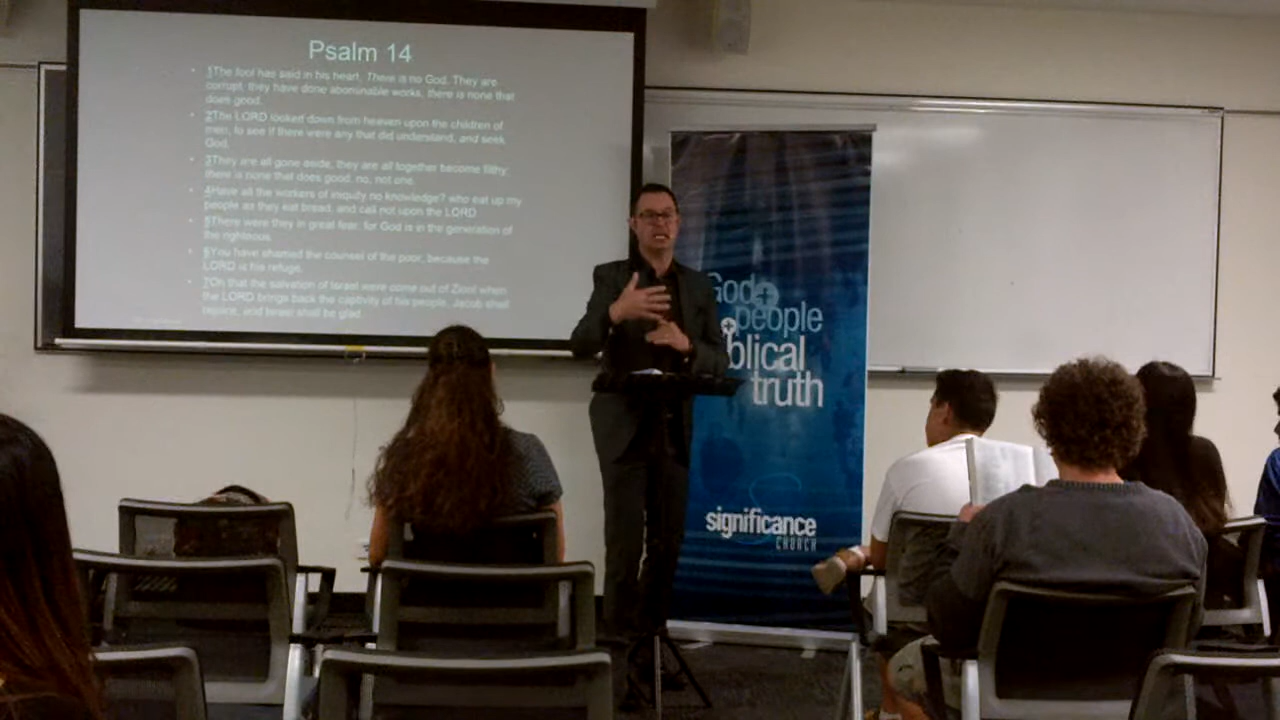 Psalm 14
• 1The fool has said in his heart, There is no God. They are
corrupt, they have done abominable works, there is none that
does good.
• 2The LORD looked down from heaven upon the children of
men, to see if there were any that did understand, and seek
God.
• 3They are all gone aside, they are all together become filthy:
there is none that does good, no, not one.
• 4Have all the workers of iniquity no knowledge? who eat up my
people as they eat bread, and call not upon the LORD
• 5There were they in great fear: for God is in the generation of
the righteous.
• 6You have shamed the counsel of the poor, because the
LORD is his refuge.
• 7Oh that the salvation of Israel were come out of Zion! when
the LORD brings back the captivity of his people, Jacob shall
rejoice, and Israel shall be glad.
God+
+people
blical
truth
significance
CHURCH